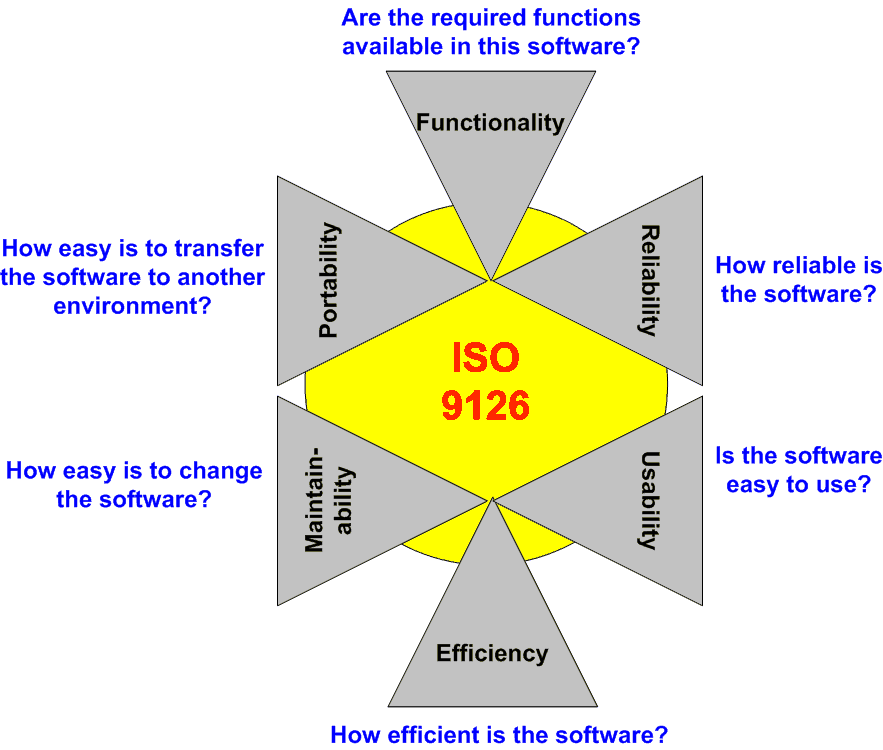 Are the required functions
available in this software?
Functionality
Portability
Reliability
How easy is to transfer
the software to another
environment?
How reliable is
the software?
ISO
9126
Maintain-
ability
Usability
How easy is to change
the software?
Is the software
easy to use?
Efficiency
How efficient is the software?